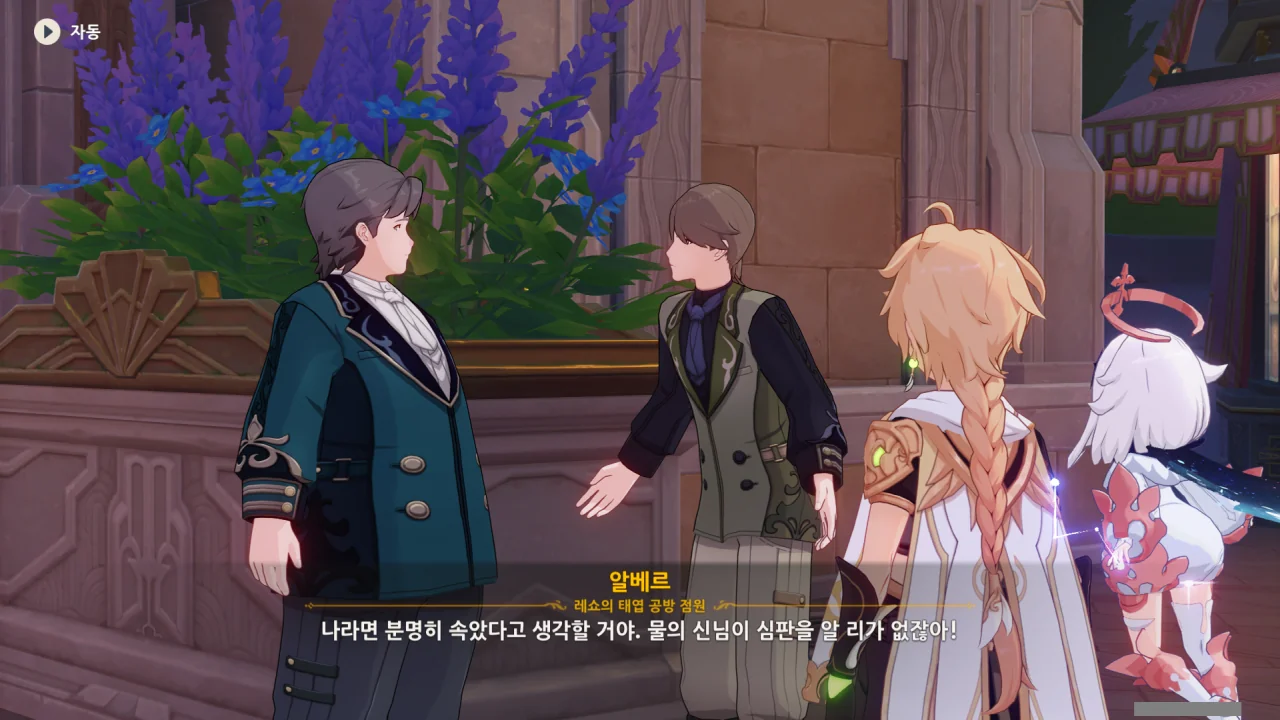 자동
알베르
레쇼의 태엽 공방 점원
나라면 분명히 속았다고 생각할 거야. 물의 신님이 심판을 알 리가 없잖아!